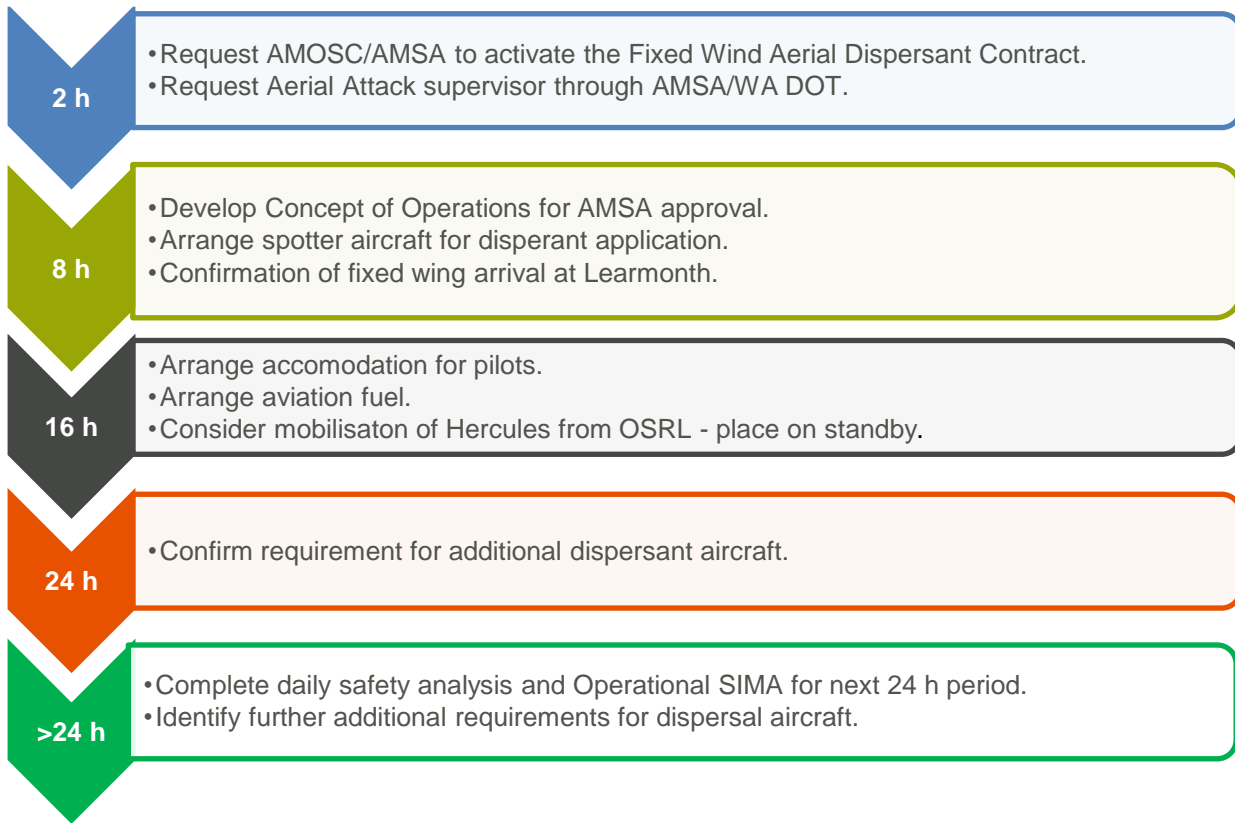 2 h
•Request AMOSC/AMSA to activate the Fixed Wind Aerial Dispersant Contract.
•Request Aerial Attack supervisor through AMSA/WA DOT.
8 h
•Develop Concept of Operations for AMSA approval.
•Arrange spotter aircraft for disperant application.
•Confirmation of fixed wing arrival at Learmonth.
16 h
•Arrange accomodation for pilots.
•Arrange aviation fuel.
•Consider mobilisaton of Hercules from OSRL - place on standby.
24 h
•Confirm requirement for additional dispersant aircraft.
>24 h
•Complete daily safety analysis and Operational SIMA for next 24 h period.
•Identify further additional requirements for dispersal aircraft.